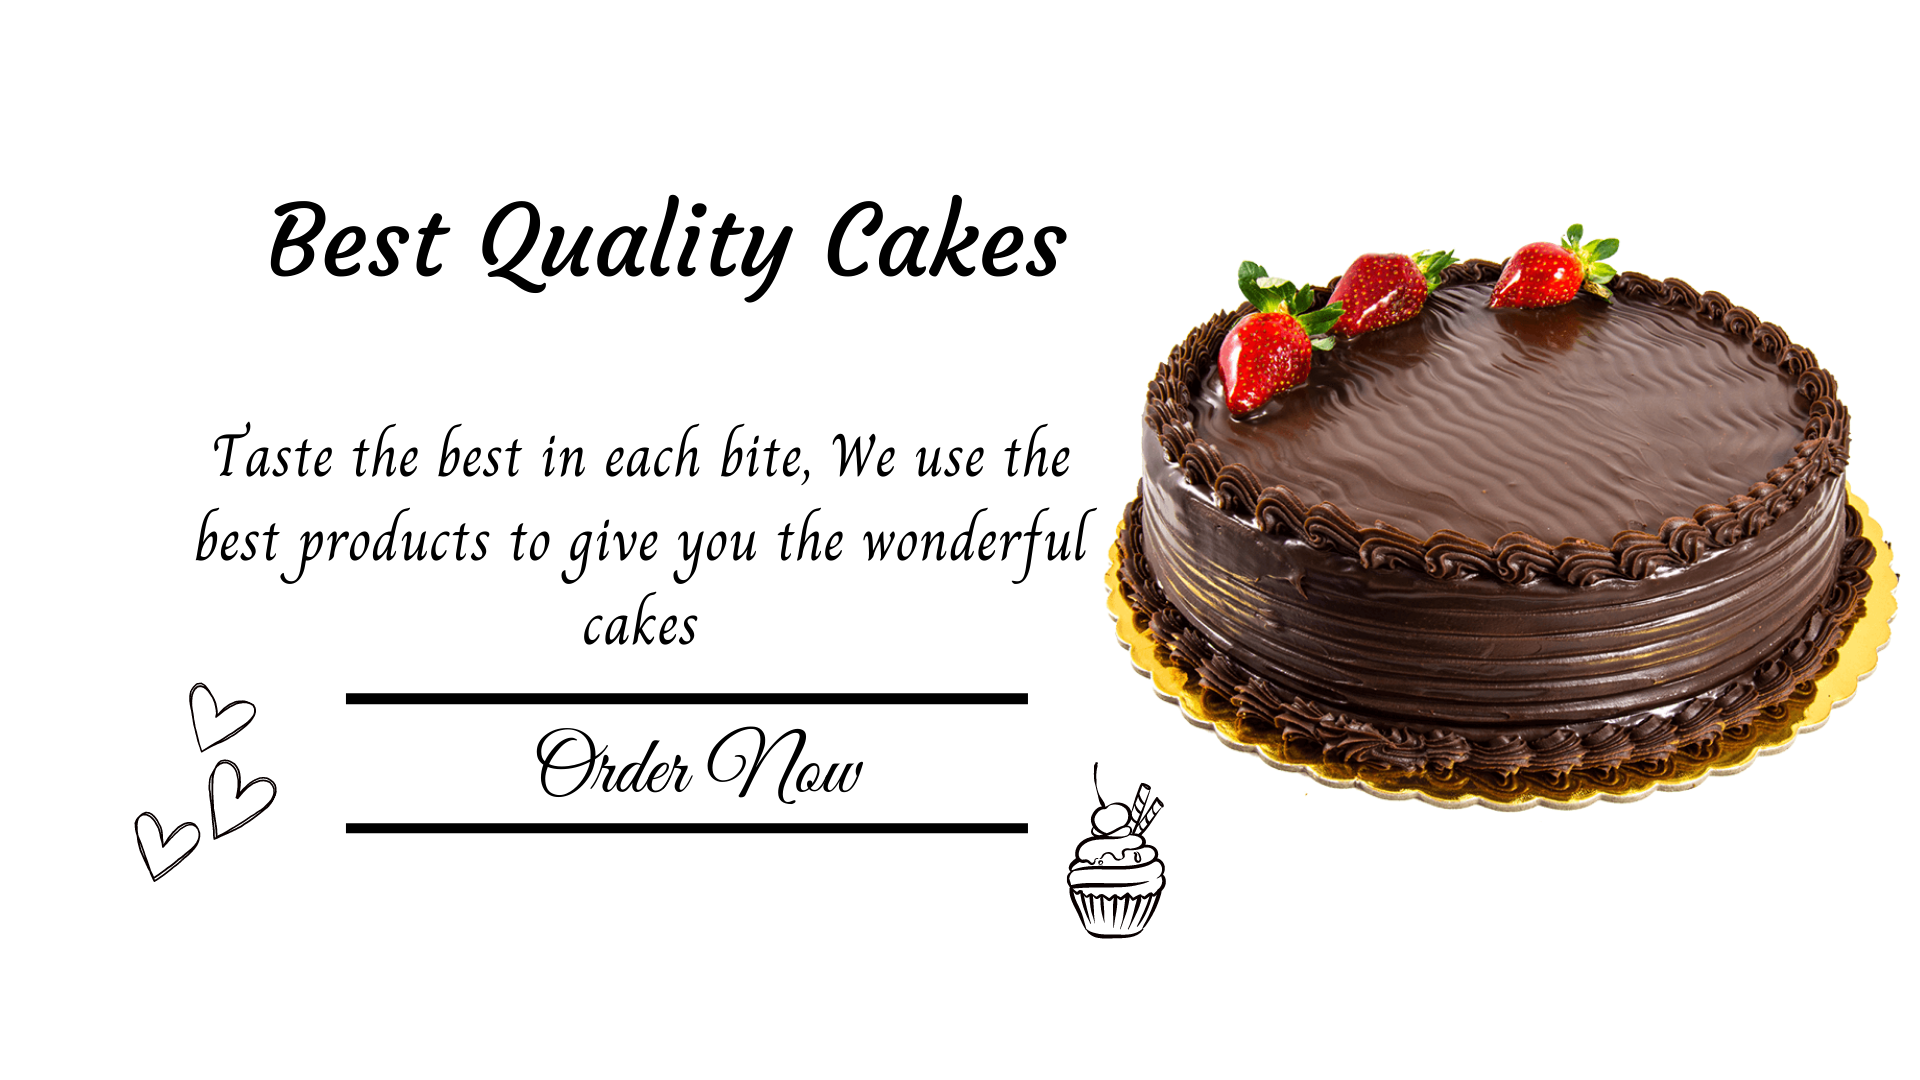 Best Quality Cakes
Taste the best in each bite, We use the
best products to give you the wonderful
cakes
Order Now